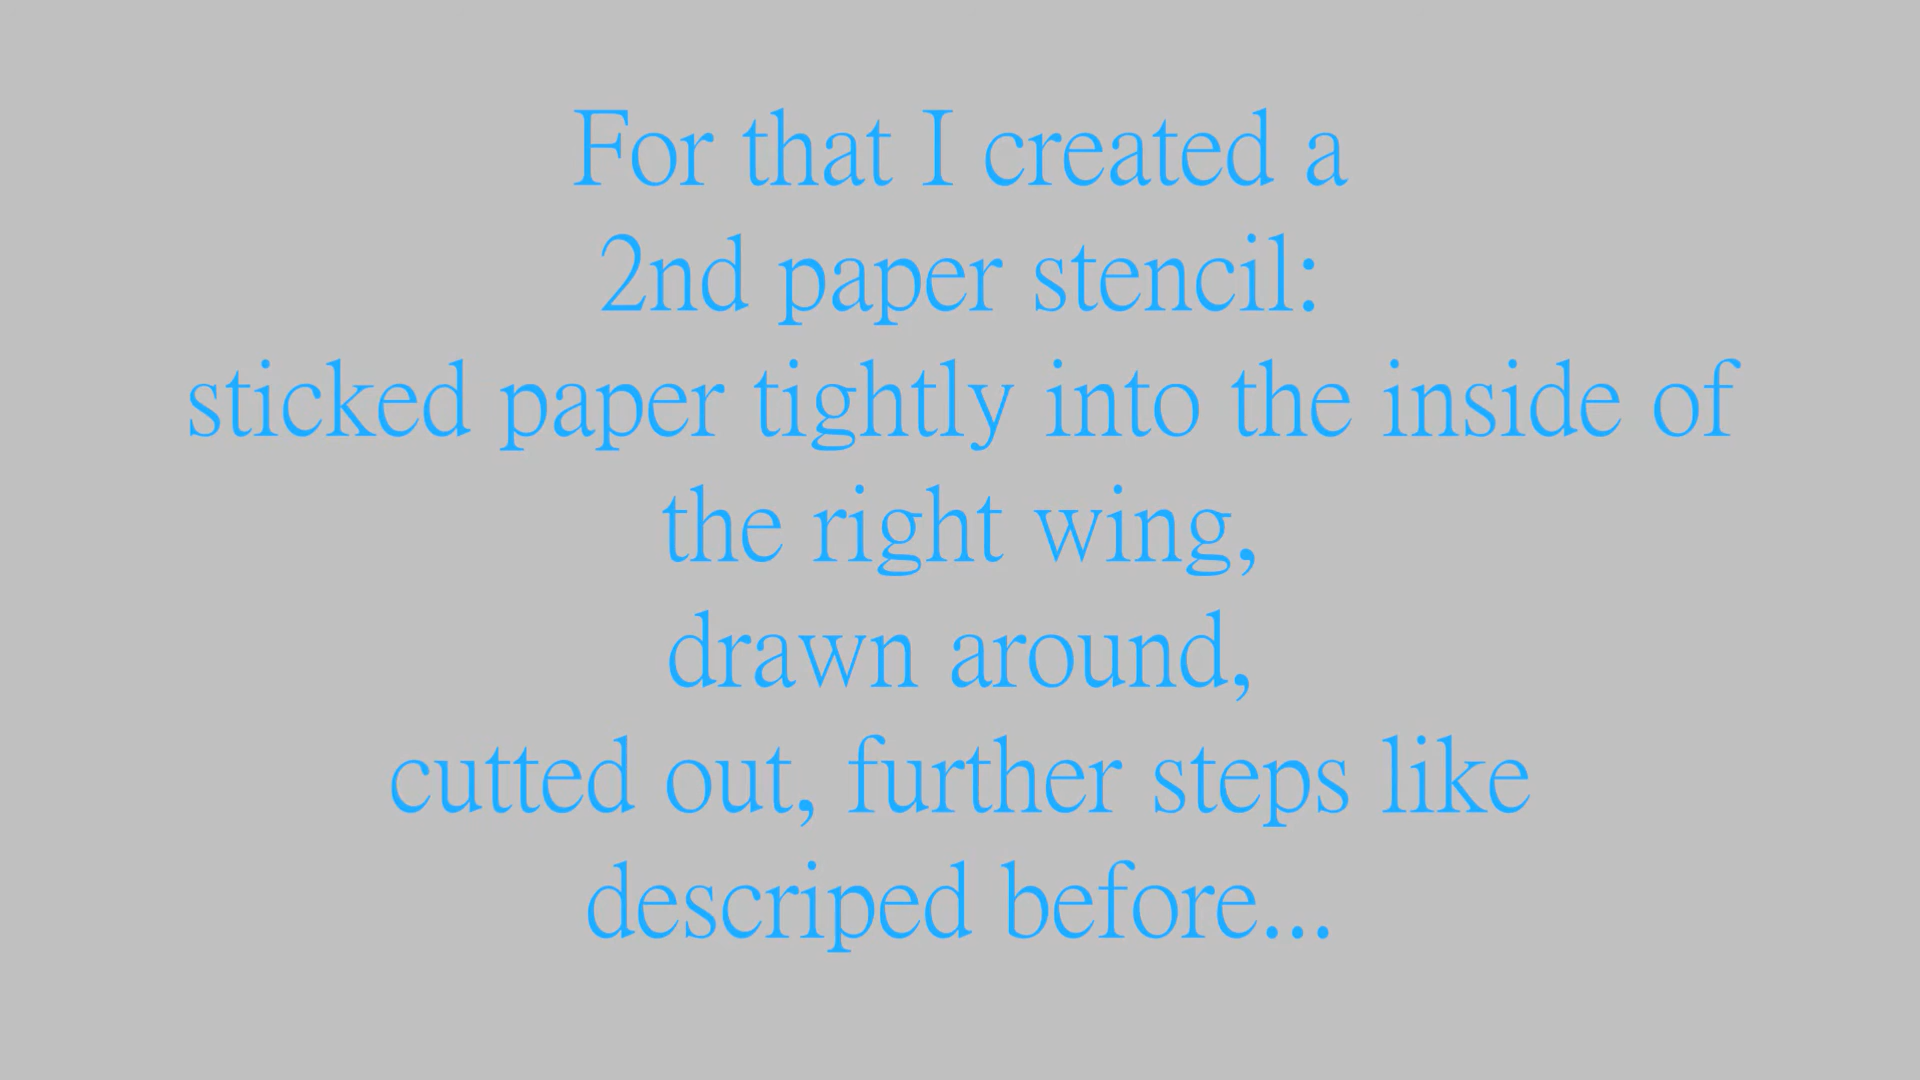 For that I created a
2nd paper stencil:
sticked paper tightly into the inside of
the right wing,
drawn around,
cutted out, further steps like
descriped before...